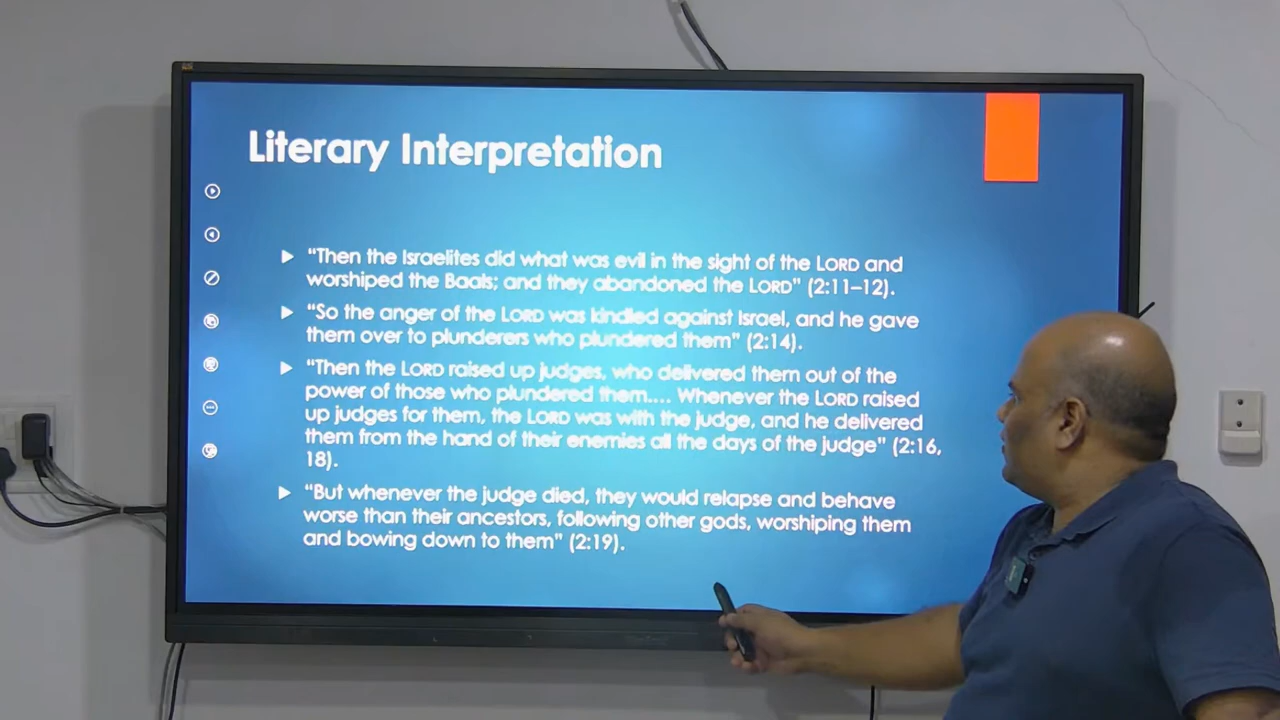 Literary Interpretation
“Then the Israelites did what was evil in the sight of the LORD and
worshiped the Baals; and they abandoned the LORD” (2:11–12).
“So the anger of the LORD was kindled against Israel, and he gave
them over to plunderers who plundered them” (2:14).
“Then the LORD raised up judges, who delivered them out of the
power of those who plundered them.... Whenever the LORD raised
up judges for them, the LORD was with the judge, and he delivered
them from the hand of their enemies all the days of the judge” (2:16,
18).
“But whenever the judge died, they would relapse and behave
worse than their ancestors, following other gods, worshiping them
and bowing down to them” (2:19).